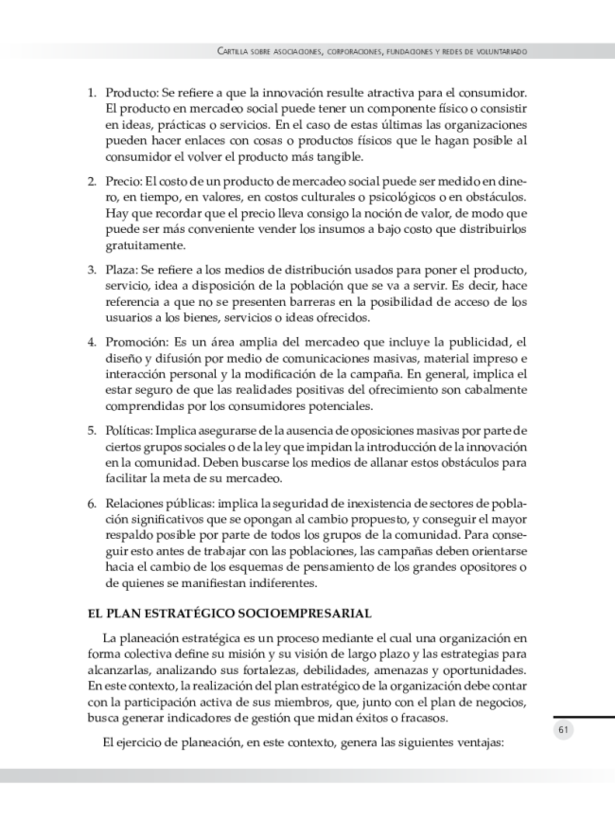 CARTILLA SOBRE ASOCIACIONES, CORPORACIONES, FUNDACIONES Y REDES DE VOLUNTARIADO
1. Producto: Se refiere a que la innovación resulte atractiva para el consumidor.
El producto en mercadeo social puede tener un componente físico o consistir
en ideas, prácticas o servicios. En el caso de estas últimas las organizaciones
pueden hacer enlaces con cosas o productos físicos que le hagan posible al
consumidor el volver el producto más tangible.
2. Precio: El costo de un producto de mercadeo social puede ser medido en dine-
ro, en tiempo, en valores, en costos culturales o psicológicos o en obstáculos.
Hay que recordar que el precio lleva consigo la noción de valor, de modo que
puede ser más conveniente vender los insumos a bajo costo que distribuirlos
gratuitamente.
3. Plaza: Se refiere a los medios de distribución usados para poner el producto,
servicio, idea a disposición de la población que se va a servir. Es decir, hace
referencia a que no se presenten barreras en la posibilidad de acceso de los
usuarios a los bienes, servicios o ideas ofrecidos.
4. Promoción: Es un área amplia del mercadeo que incluye la publicidad, el
diseño y difusión por medio de comunicaciones masivas, material impreso e
interacción personal y la modificación de la campaña. En general, implica el
estar seguro de que las realidades positivas del ofrecimiento son cabalmente
comprendidas por los consumidores potenciales.
5. Políticas: Implica asegurarse de la ausencia de oposiciones masivas por parte de
ciertos grupos sociales o de la ley que impidan la introducción de la innovación
en la comunidad. Deben buscarse los medios de allanar estos obstáculos para
facilitar la meta de su mercadeo.
6. Relaciones públicas: implica la seguridad de inexistencia de sectores de pobla-
ción significativos que se opongan al cambio propuesto, y conseguir el mayor
respaldo posible por parte de todos los grupos de la comunidad. Para conse-
guir esto antes de trabajar con las poblaciones, las campañas deben orientarse
hacia el cambio de los esquemas de pensamiento de los grandes opositores o
de quienes se manifiestan indiferentes.
EL PLAN ESTRATÉGICO SOCIOEMPRESARIAL
La planeación estratégica es un proceso mediante el cual una organización en
forma colectiva define su misión y su visión de largo plazo y las estrategias para
alcanzarlas, analizando sus fortalezas, debilidades, amenazas y oportunidades.
En este contexto, la realización del plan estratégico de la organización debe contar
con la participación activa de sus miembros, que, junto con el plan de negocios,
busca generar indicadores de gestión que midan éxitos o fracasos.
El ejercicio de planeación, en este contexto, genera las siguientes ventajas:
61